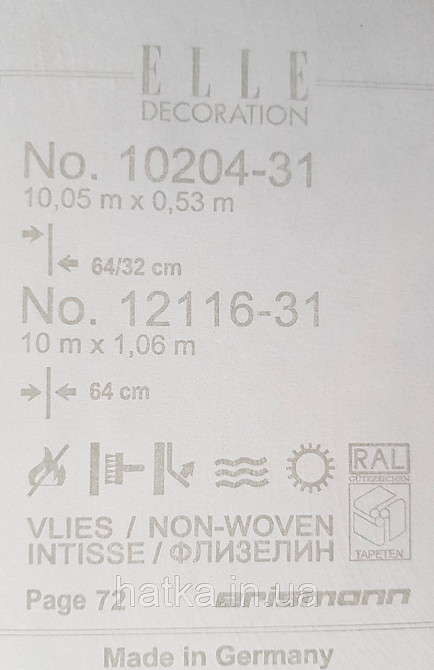 ELLE
DECORATION
No. 10204-31
10,05 m x 0,53 m
64/32 cm
No. 12116-31
10 m x 1,06 m
64 cm
RAL
GÜTEZEICHEN
TAPETEN
VLIES / NON-WOVEN
INTISSE / ФЛИЗЕЛИН
Page 72 erismann
hatka.in.ua
Made in Germany